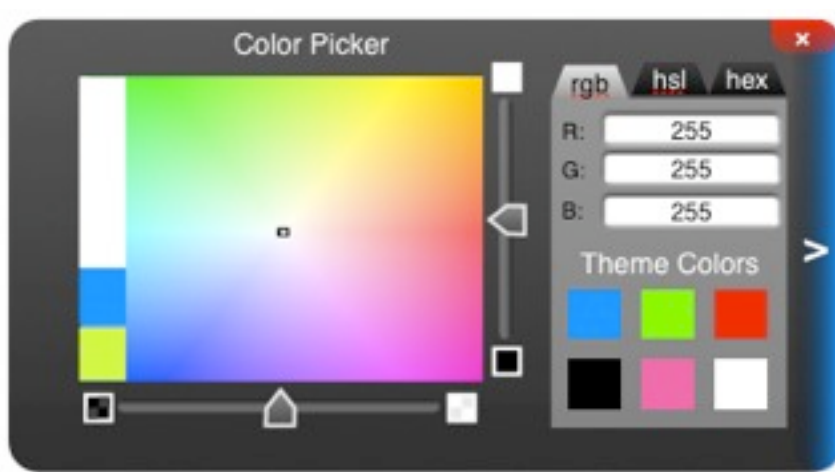 Color Picker
×
rgb hsl hex
R: 255
G: 255
B: 255
Theme Colors
>